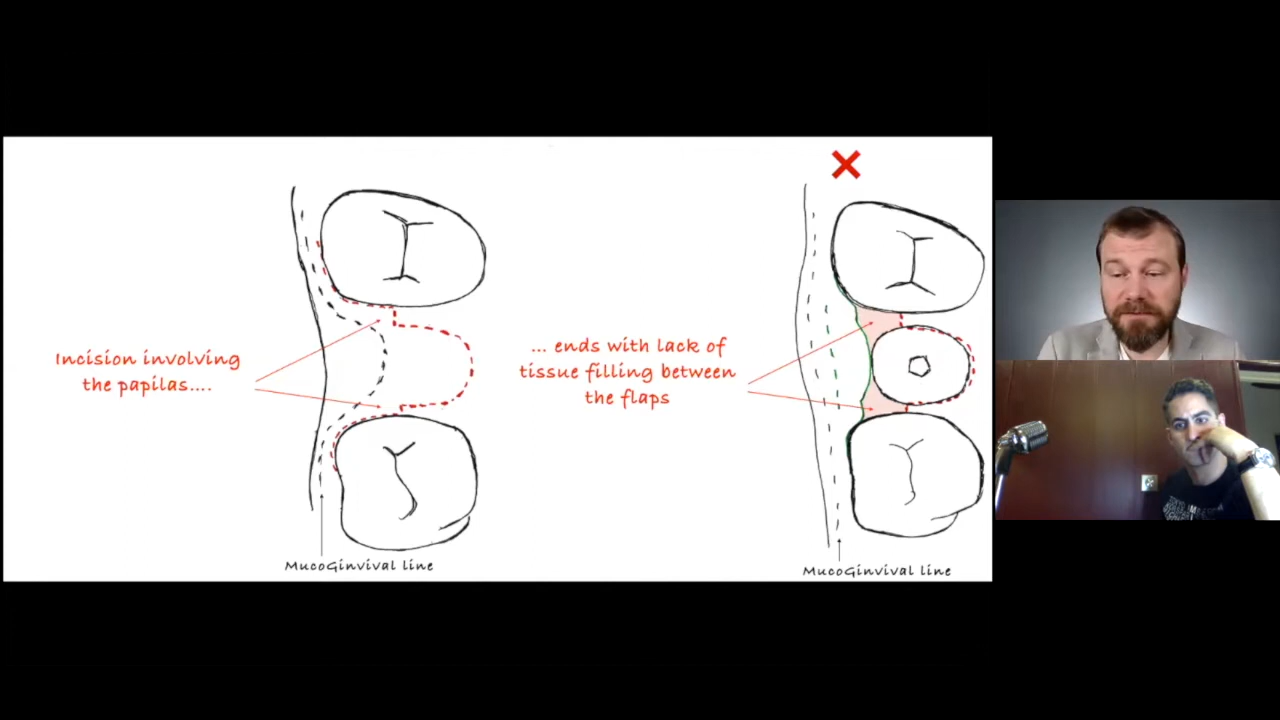 Incision involving
the papilas....
MucoGinvival line
... ends with lack of
tissue filling between
the flaps
MucoGinvival line